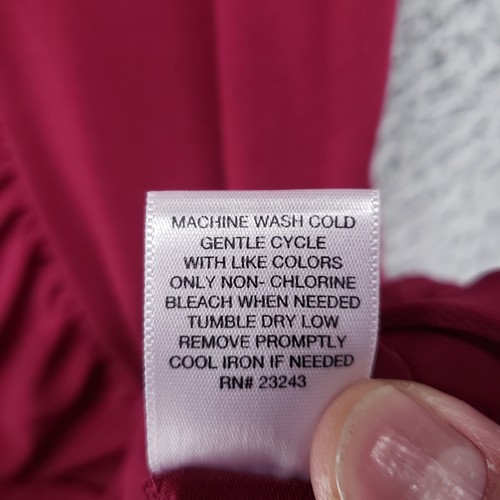 MACHINE WASH COLD
GENTLE CYCLE
WITH LIKE COLORS
ONLY NON- CHLORINE
BLEACH WHEN NEEDED
TUMBLE DRY LOW
REMOVE PROMPTLY
COOL IRON IF NEEDED
RN# 23243